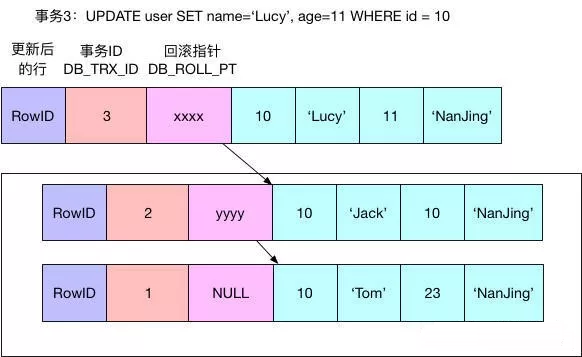 事务3：UPDATE user SET name=‘Lucy’, age=11 WHERE id = 10
更新后 事务ID 回滚指针
的行 DB_TRX_ID DB_ROLL_PT
RowID 3 xxxx 10 ‘Lucy’ 11 ‘NanJing’
RowID 2 yyyy 10 ‘Jack’ 10 ‘NanJing’
RowID 1 NULL 10 ‘Tom’ 23 ‘NanJing’